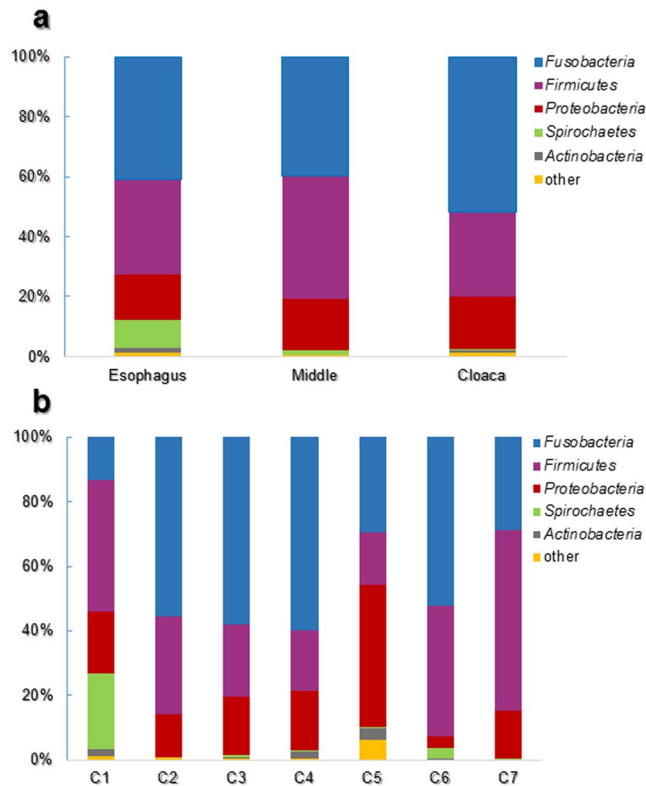 a
100%
80%
60%
40%
20%
0%
Esophagus Middle Cloaca
Fusobacteria
Firmicutes
Proteobacteria
Spirochaetes
Actinobacteria
other
b
100%
80%
60%
40%
20%
0%
C1 C2 C3 C4 C5 C6 C7
Fusobacteria
Firmicutes
Proteobacteria
Spirochaetes
Actinobacteria
other